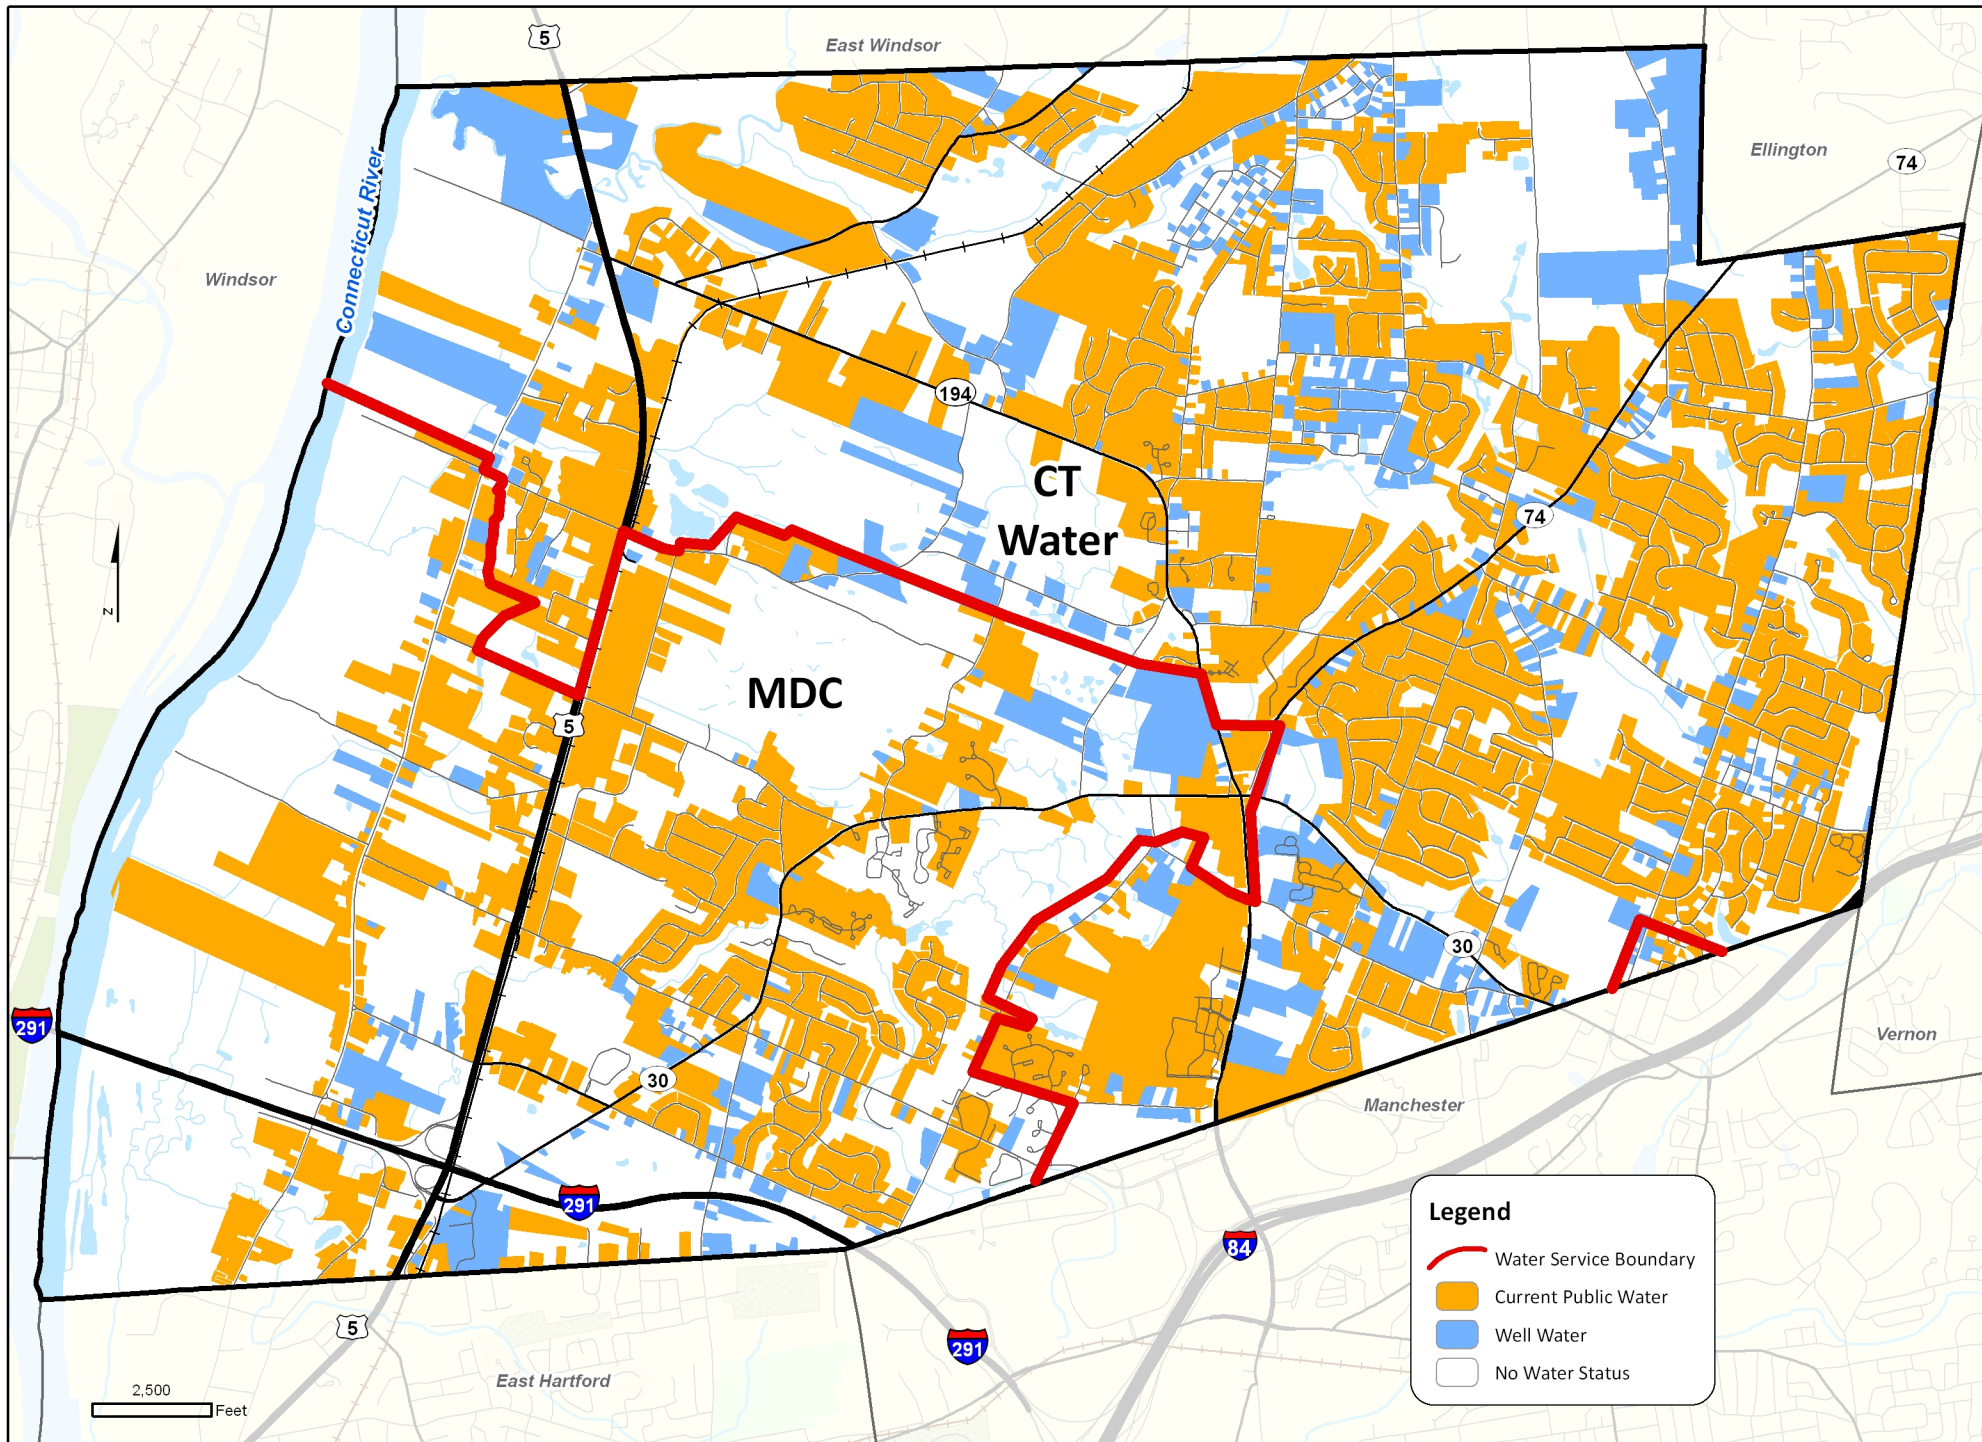 5
East Windsor
Ellington
74
Connecticut River
Windsor
194
CT
Water
74
z
MDC
5
30
291
Vernon
30
Manchester
291
84
5
291
East Hartford
2,500
Feet
Legend
Water Service Boundary
Current Public Water
Well Water
No Water Status